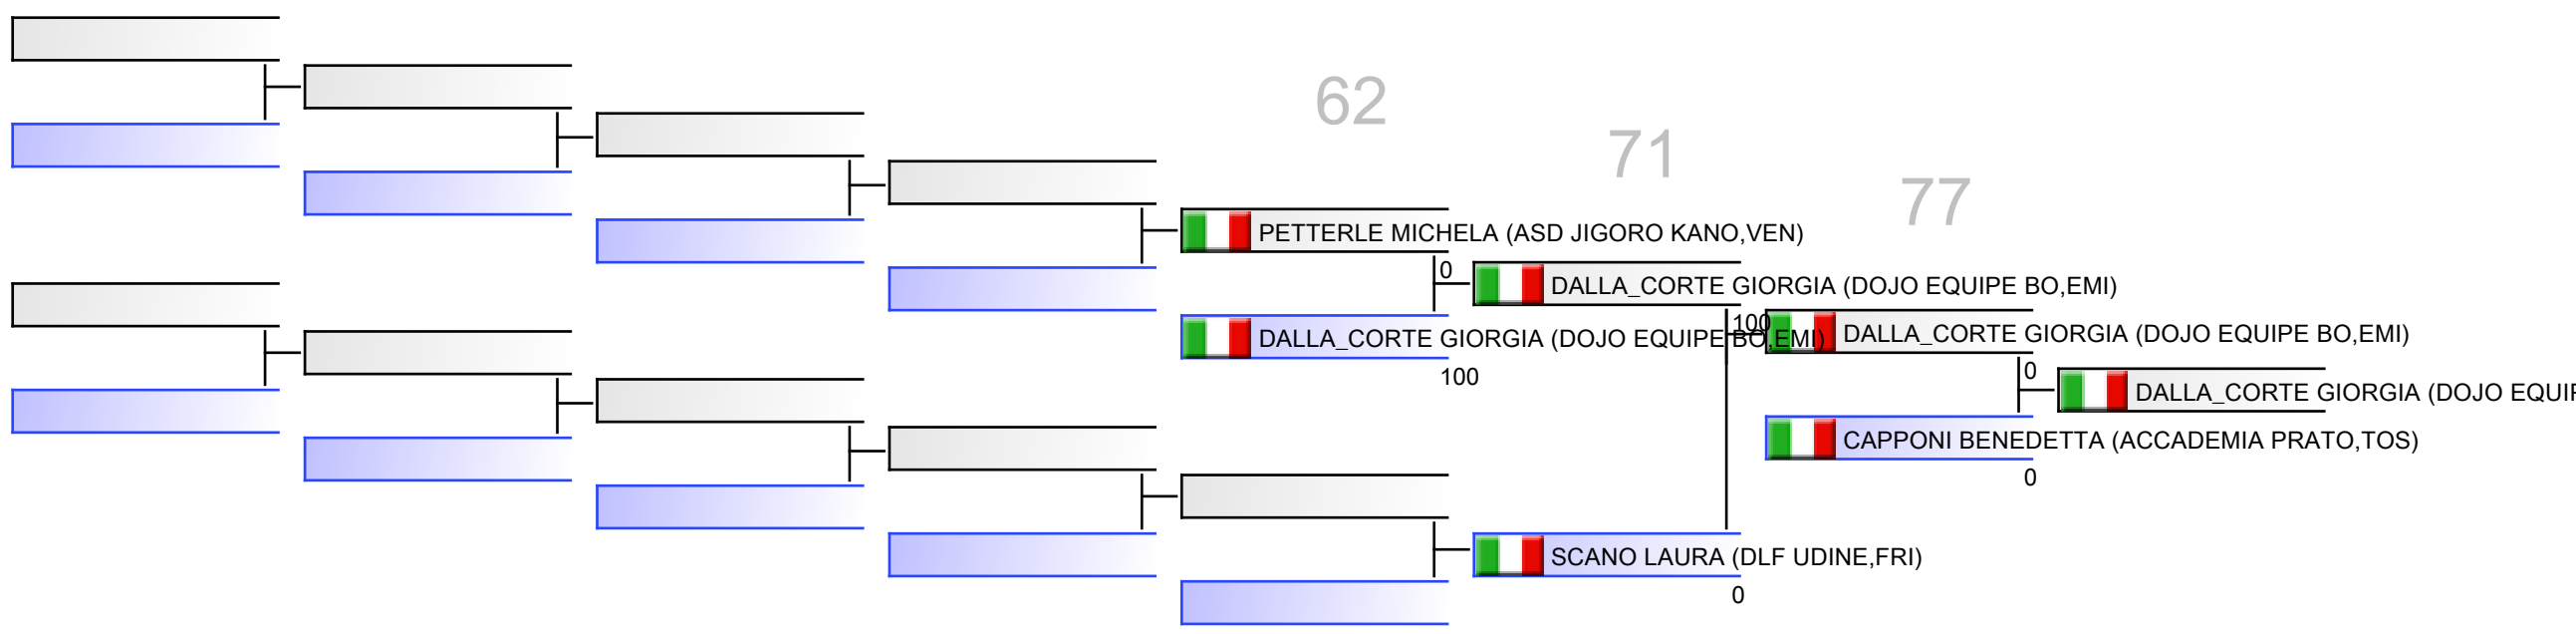 62
71
77
PETTERLE MICHELA (ASD JIGORO KANO,VEN)
0
DALLA_CORTE GIORGIA (DOJO EQUIPE BO,EMI)
100
DALLA_CORTE GIORGIA (DOJO EQUIPE BO,EMI)
DALLA_CORTE GIORGIA (DOJO EQUIPE BO,EMI)
100
0
DALLA_CORTE GIORGIA (DOJO EQUIP
CAPPONI BENEDETTA (ACCADEMIA PRATO,TOS)
0
SCANO LAURA (DLF UDINE,FRI)
0